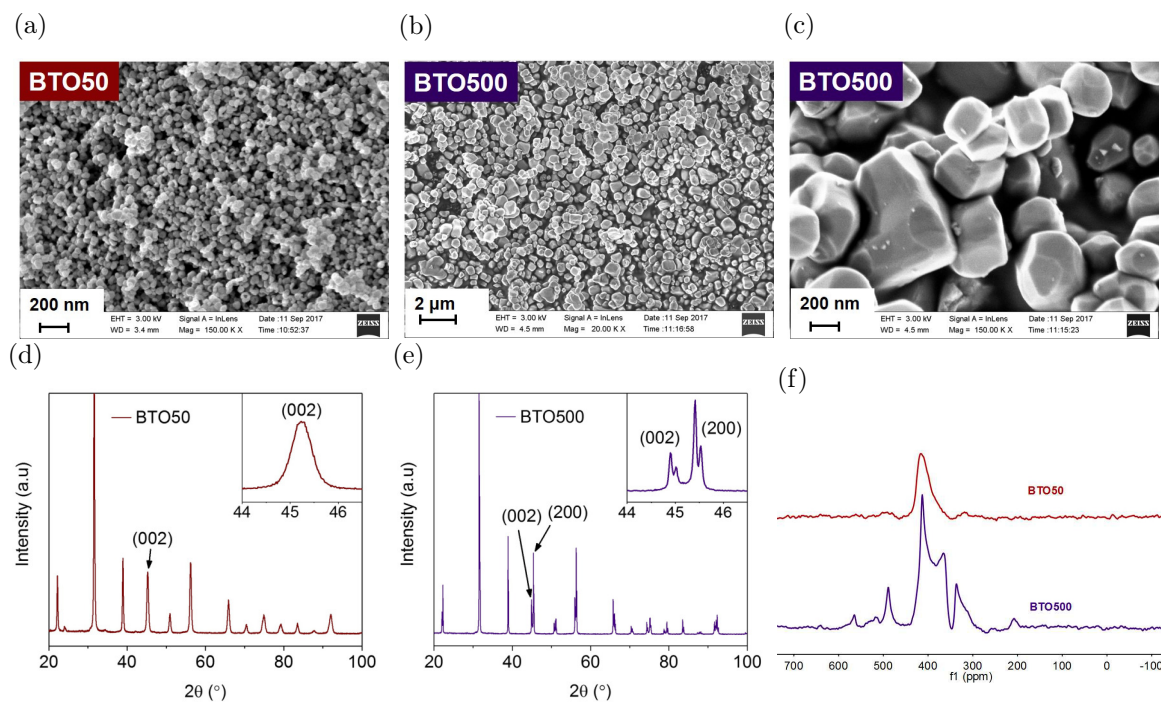 (a)
BTO50
200 nm
EHT = 3.00 kV Signal A = InLens Date :11 Sep 2017
WD = 3.4 mm Mag = 150.00 K X Time :10:52:37
ZEISS
(b)
BTO500
2 µm
EHT = 3.00 kV Signal A = InLens Date :11 Sep 2017
WD = 4.5 mm Mag = 20.00 K X Time :11:16:58
ZEISS
(c)
BTO500
200 nm
EHT = 3.00 kV Signal A = InLens Date :11 Sep 2017
WD = 4.5 mm Mag = 150.00 K X Time :11:15:23
ZEISS
(d)
Intensity (a.u)
BTO50
(002)
44 45 46
(002)
20 40 60 80 100
2θ (°)
(e)
Intensity (a.u)
BTO500
(002)
(200)
44 45 46
(002)
(200)
20 40 60 80 100
2θ (°)
(f)
BTO50
BTO500
700 600 500 400 300 200 100 0 -100
f1 (ppm)